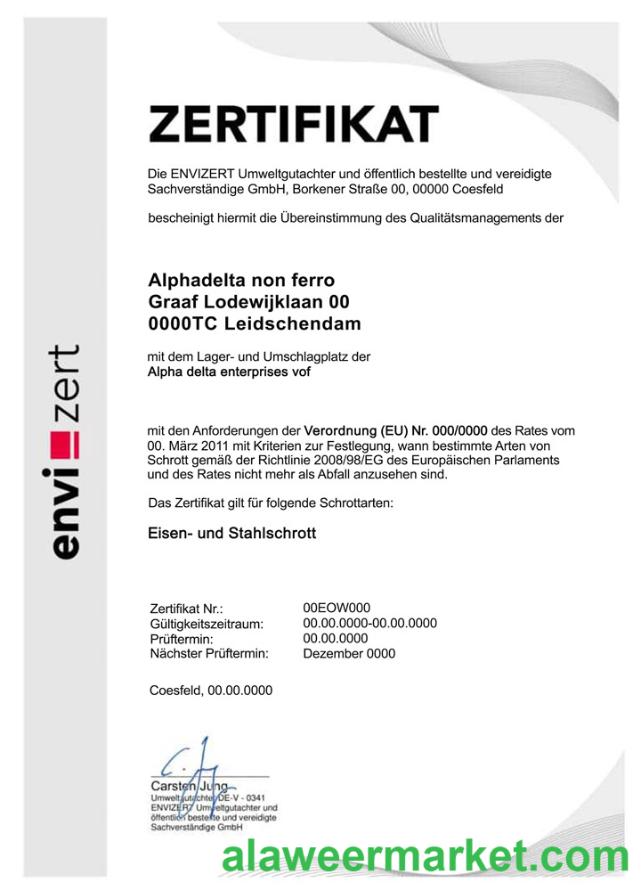 ZERTIFIKAT
Die ENVIZERT Umweltgutachter und öffentlich bestellte und vereidigte
Sachverständige GmbH, Borkener Straße 00, 00000 Coesfeld
bescheinigt hiermit die Übereinstimmung des Qualitätsmanagements der
Alphadelta non ferro
Graaf Lodewijklaan 00
0000TC Leidschendam
mit dem Lager- und Umschlagplatz der
Alpha delta enterprises vof
mit den Anforderungen der Verordnung (EU) Nr. 000/0000 des Rates vom
00. März 2011 mit Kriterien zur Festlegung, wann bestimmte Arten von
Schrott gemäß der Richtlinie 2008/98/EG des Europäischen Parlaments
und des Rates nicht mehr als Abfall anzusehen sind.
Das Zertifikat gilt für folgende Schrottarten:
Eisen- und Stahlschrott
Zertifikat Nr.: 00EOW000
Gültigkeitszeitraum: 00.00.0000-00.00.0000
Prüftermin: 00.00.0000
Nächster Prüftermin: Dezember 0000
Coesfeld, 00.00.0000
Carsten Jung
Umweltgutachter DE-V - 0341
ENVIZERT Umweltgutachter und
öffentlich bestellte und vereidigte
Sachverständige GmbH
envi zert
alaweermarket.com